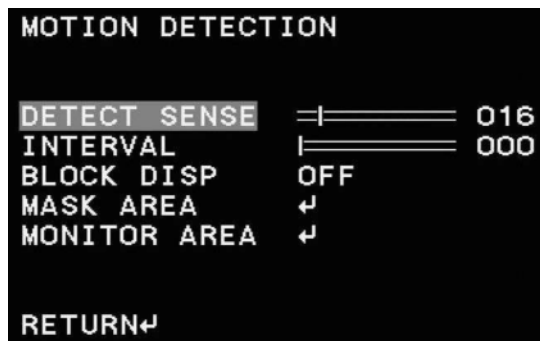 MOTION DETECTION
DETECT SENSE 016
INTERVAL 000
BLOCK DISP OFF
MASK AREA ↵
MONITOR AREA ↵
RETURN↵